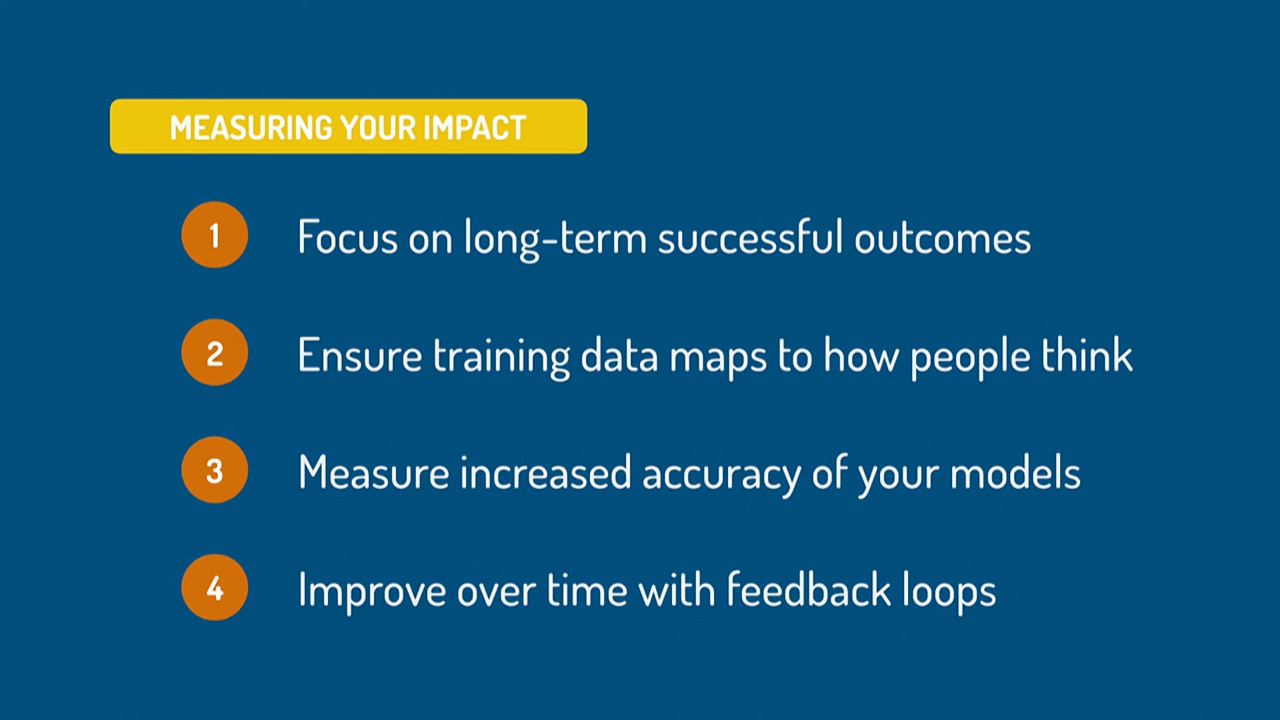 MEASURING YOUR IMPACT
1 Focus on long-term successful outcomes
2 Ensure training data maps to how people think
3 Measure increased accuracy of your models
4 Improve over time with feedback loops